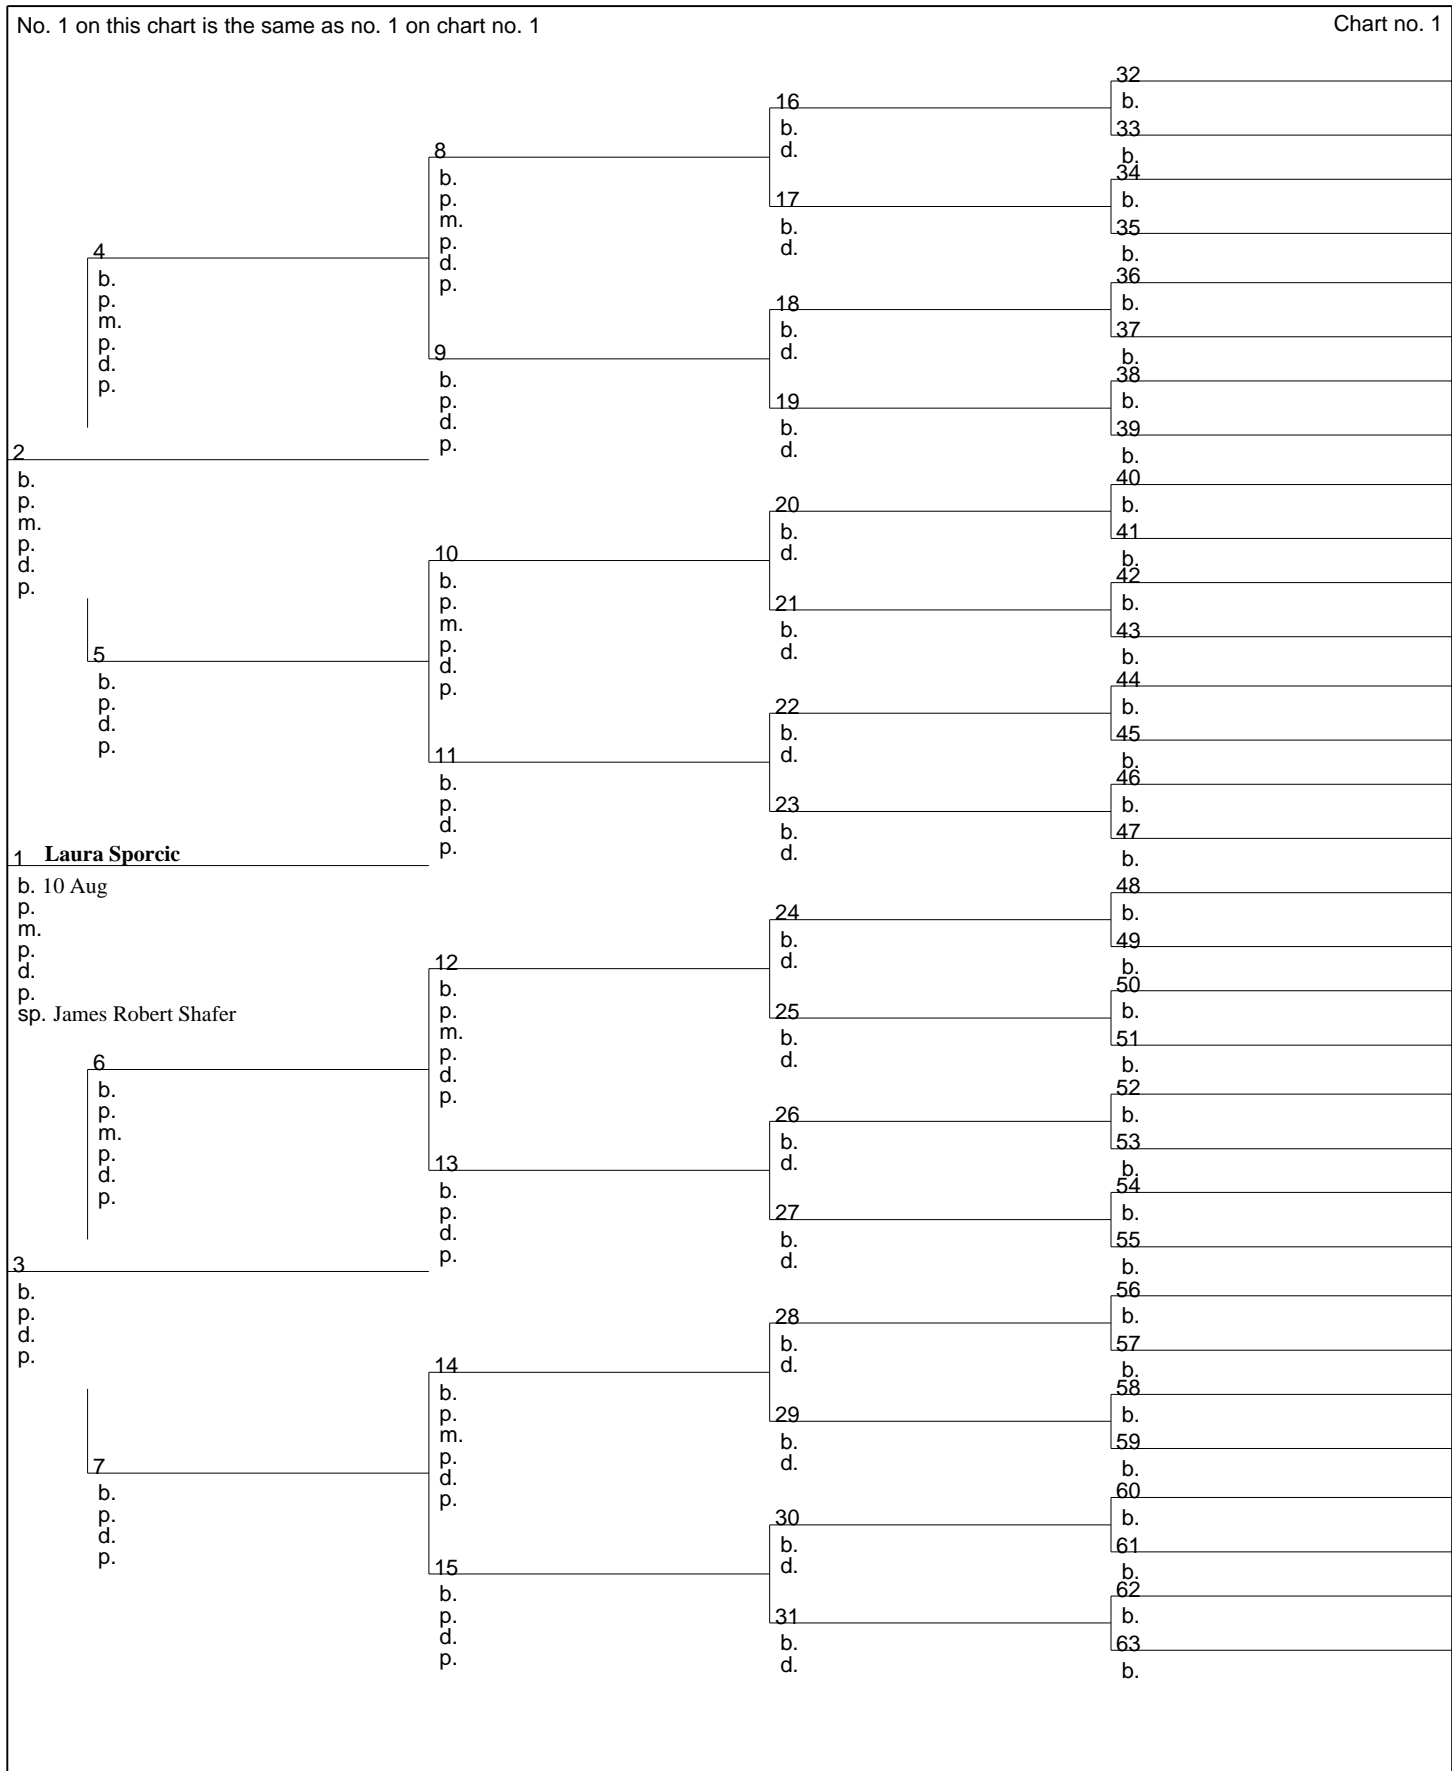 No. 1 on this chart is the same as no. 1 on chart no. 1
Chart no. 1
2
b.
p.
m.
p.
d.
p.
1 Laura Sporcic
b. 10 Aug
p.
m.
p.
d.
p.
sp. James Robert Shafer
3
b.
p.
d.
p.
4
b.
p.
m.
p.
d.
p.
5
b.
p.
d.
p.
6
b.
p.
m.
p.
d.
p.
7
b.
p.
d.
p.
8
b.
p.
m.
p.
d.
p.
9
b.
p.
d.
p.
10
b.
p.
m.
p.
d.
p.
11
b.
p.
d.
p.
12
b.
p.
m.
p.
d.
p.
13
b.
p.
d.
p.
14
b.
p.
m.
p.
d.
p.
15
b.
p.
d.
p.
16
b.
d.
17
b.
d.
18
b.
d.
19
b.
d.
20
b.
d.
21
b.
d.
22
b.
d.
23
b.
d.
24
b.
d.
25
b.
d.
26
b.
d.
27
b.
d.
28
b.
d.
29
b.
d.
30
b.
d.
31
b.
d.
32
b.
33
b.
34
b.
35
b.
36
b.
37
b.
38
b.
39
b.
40
b.
41
b.
42
b.
43
b.
44
b.
45
b.
46
b.
47
b.
48
b.
49
b.
50
b.
51
b.
52
b.
53
b.
54
b.
55
b.
56
b.
57
b.
58
b.
59
b.
60
b.
61
b.
62
b.
63
b.